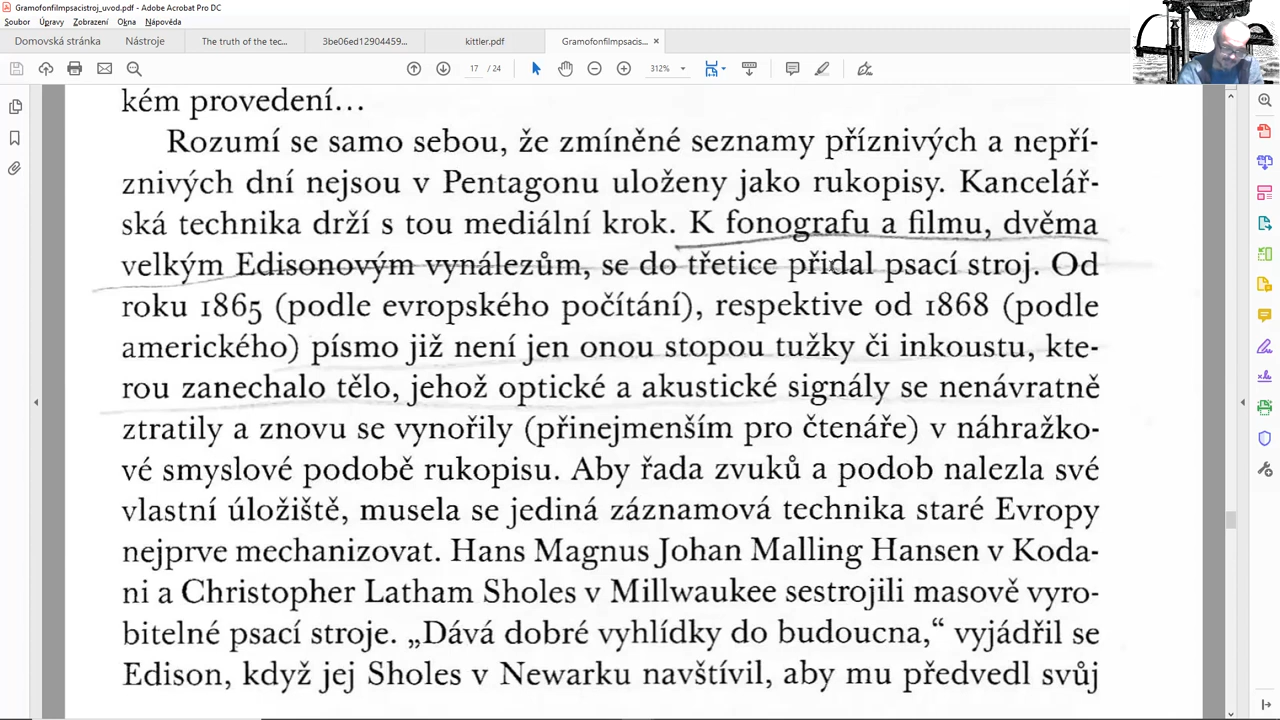 Gramofonfilmpsacistroj_uvod.pdf - Adobe Acrobat Pro DC
Soubor Úpravy Zobrazení Okna Nápověda
Domovská stránka Nástroje The truth of the tec... 3be06ed12904459... kittler.pdf Gramofonfilmpsacis... ×
17 / 24 312%
kém provedení…
Rozumí se samo sebou, že zmíněné seznamy příznivých a nepří-
znivých dní nejsou v Pentagonu uloženy jako rukopisy. Kancelář-
ská technika drží s tou mediální krok. K fonografu a filmu, dvěma
velkým Edisonovým vynálezům, se do třetice přidal psací stroj. Od
roku 1865 (podle evropského počítání), respektive od 1868 (podle
amerického) písmo již není jen onou stopou tužky či inkoustu, kte-
rou zanechalo tělo, jehož optické a akustické signály se nenávratně
ztratily a znovu se vynořily (přinejmenším pro čtenáře) v náhražko-
vé smyslové podobě rukopisu. Aby řada zvuků a podob nalezla své
vlastní úložiště, musela se jediná záznamová technika staré Evropy
nejprve mechanizovat. Hans Magnus Johan Malling Hansen v Koda-
ni a Christopher Latham Sholes v Millwaukee sestrojili masově vyro-
bitelné psací stroje. „Dává dobré vyhlídky do budoucna,“ vyjádřil se
Edison, když jej Sholes v Newarku navštívil, aby mu předvedl svůj